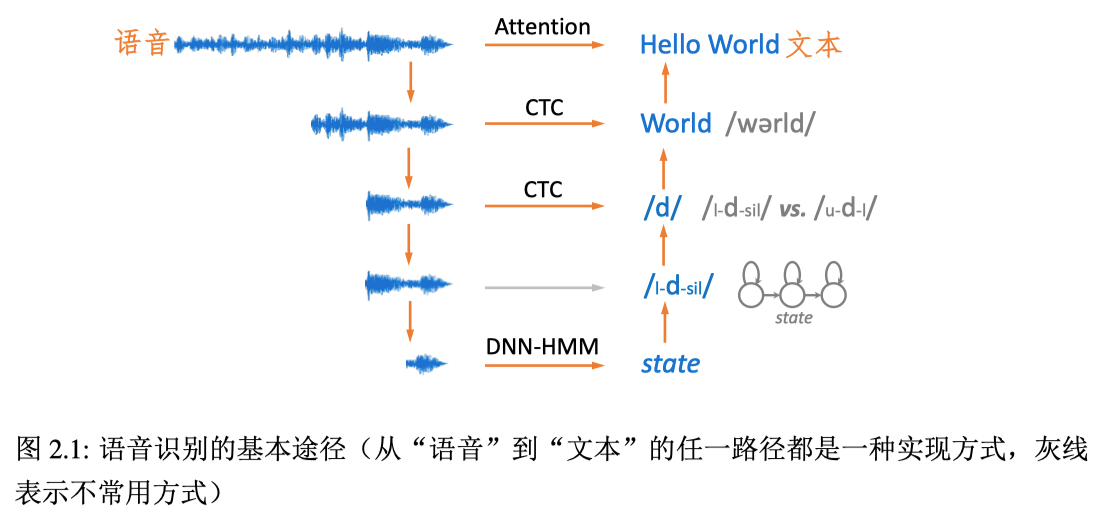 语音 Attention Hello World 文本
CTC World /wərld/
CTC /d/ /l-d-sil/ vs. /u-d-l/
/l-d-sil/
state
DNN-HMM state
图 2.1: 语音识别的基本途径（从“语音”到“文本”的任一路径都是一种实现方式，灰线
表示不常用方式）